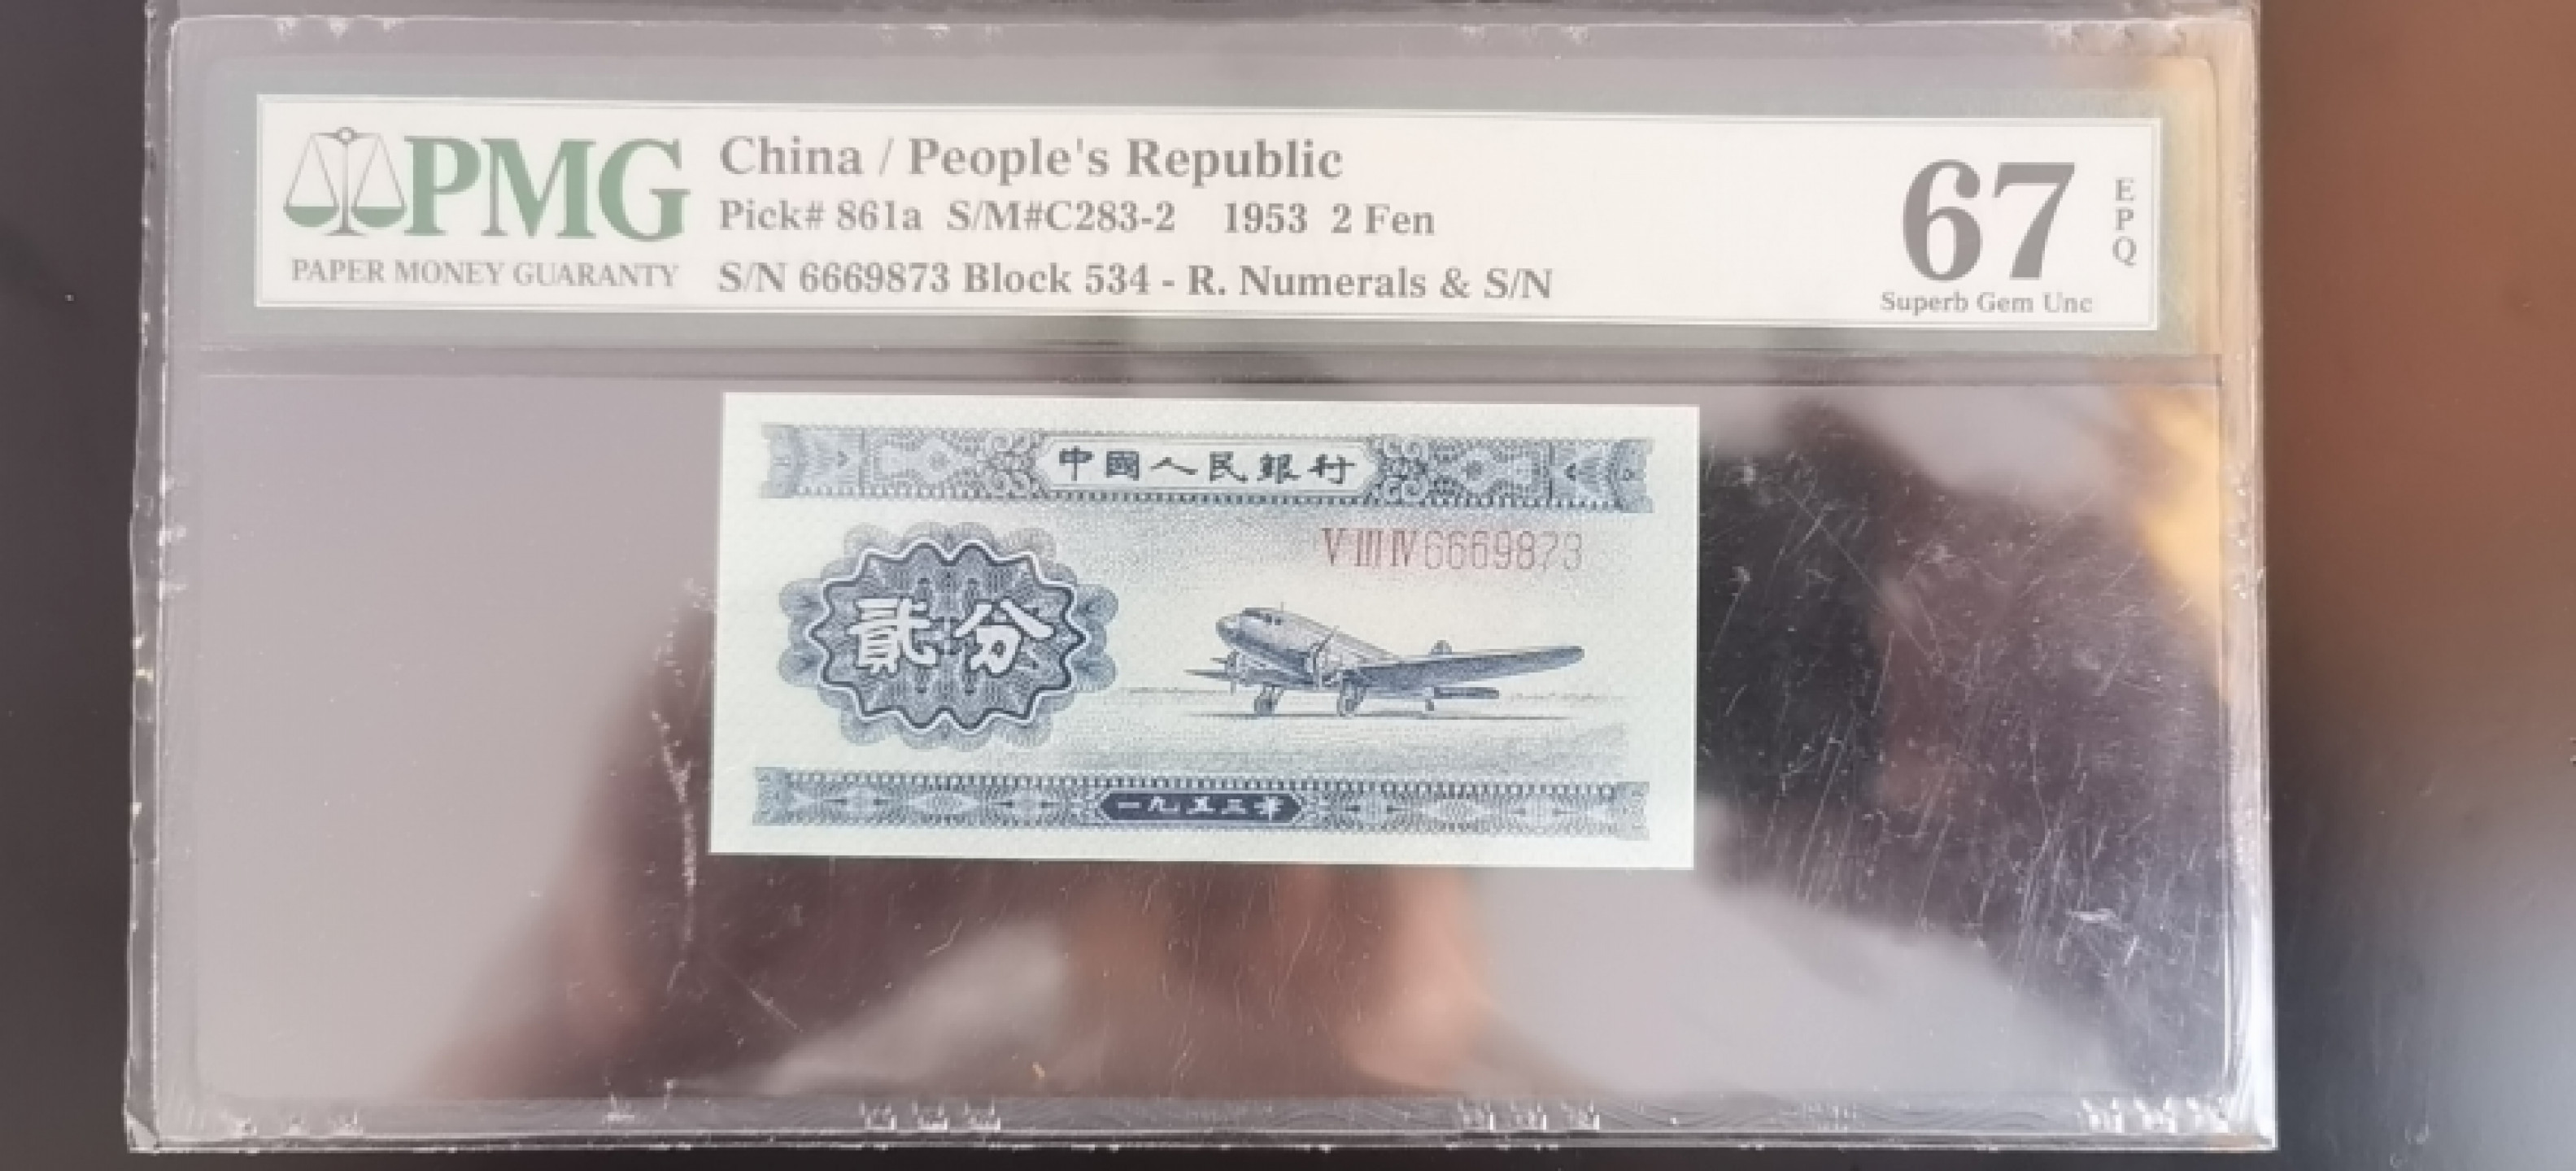 PMG
PAPER MONEY GUARANTY
China / People's Republic
Pick# 861a S/M#C283-2 1953 2 Fen
S/N 6669873 Block 534 - R. Numerals & S/N
67
EPQ
Superb Gem Unc
中國人民銀行
V III IV 6669873
貳分
一九五三年